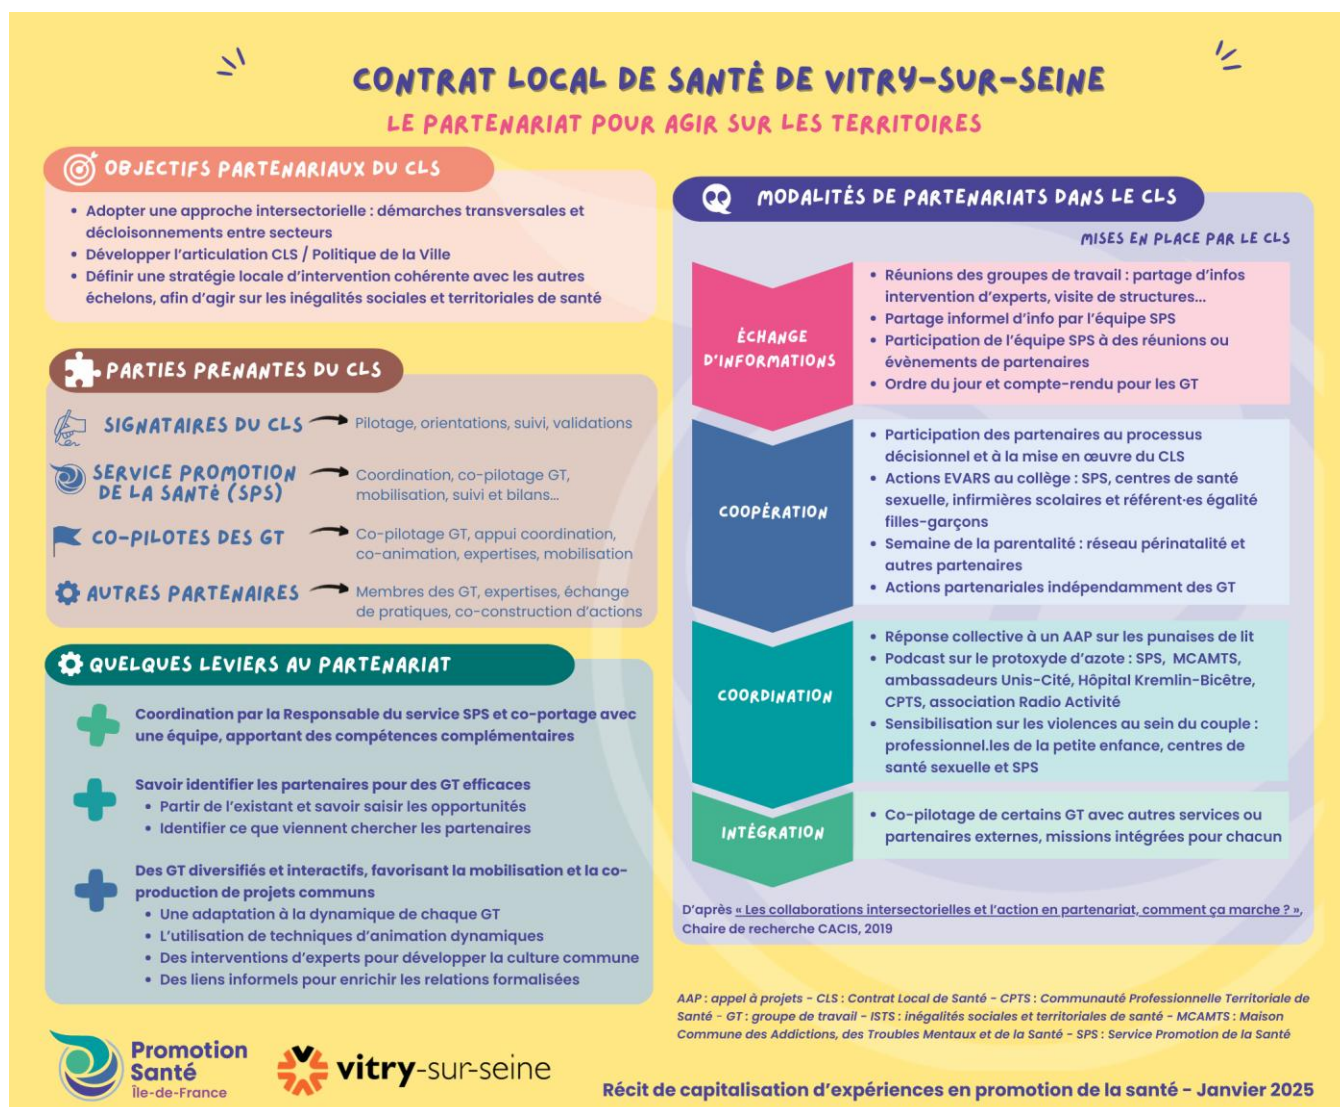 CONTRAT LOCAL DE SANTÉ DE VITRY-SUR-SEINE
LE PARTENARIAT POUR AGIR SUR LES TERRITOIRES
OBJECTIFS PARTENARIAUX DU CLS
• Adopter une approche intersectorielle : démarches transversales et
décloisonnements entre secteurs
• Développer l'articulation CLS / Politique de la Ville
• Définir une stratégie locale d'intervention cohérente avec les autres
échelons, afin d'agir sur les inégalités sociales et territoriales de santé
PARTIES PRENANTES DU CLS
SIGNATAIRES DU CLS
Pilotage, orientations, suivi, validations
SERVICE PROMOTION
DE LA SANTÉ (SPS)
Coordination, co-pilotage GT,
mobilisation, suivi et bilans...
CO-PILOTES DES GT
Co-pilotage GT, appui coordination,
co-animation, expertises, mobilisation
AUTRES PARTENAIRES
Membres des GT, expertises, échange
de pratiques, co-construction d'actions
QUELQUES LEVIERS AU PARTENARIAT
Coordination par la Responsable du service SPS et co-portage avec
une équipe, apportant des compétences complémentaires
Savoir identifier les partenaires pour des GT efficaces
• Partir de l'existant et savoir saisir les opportunités
• Identifier ce que viennent chercher les partenaires
Des GT diversifiés et interactifs, favorisant la mobilisation et la co-
production de projets communs
• Une adaptation à la dynamique de chaque GT
• L'utilisation de techniques d'animation dynamiques
• Des interventions d'experts pour développer la culture commune
• Des liens informels pour enrichir les relations formalisées
MODALITÉS DE PARTENARIATS DANS LE CLS
MISES EN PLACE PAR LE CLS
ÉCHANGE
D'INFORMATIONS
• Réunions des groupes de travail : partage d'infos
intervention d'experts, visite de structures...
• Partage informel d'info par l'équipe SPS
• Participation de l'équipe SPS à des réunions ou
évènements de partenaires
• Ordre du jour et compte-rendu pour les GT
COOPÉRATION
• Participation des partenaires au processus
décisionnel et à la mise en œuvre du CLS
• Actions EVARS au collège : SPS, centres de santé
sexuelle, infirmières scolaires et référent·es égalité
filles-garçons
• Semaine de la parentalité : réseau périnatalité et
autres partenaires
• Actions partenariales indépendamment des GT
COORDINATION
• Réponse collective à un AAP sur les punaises de lit
• Podcast sur le protoxyde d'azote : SPS, MCAMTS,
ambassadeurs Unis-Cité, Hôpital Kremlin-Bicêtre,
CPTS, association Radio Activité
• Sensibilisation sur les violences au sein du couple :
professionnel.les de la petite enfance, centres de
santé sexuelle et SPS
INTÉGRATION
• Co-pilotage de certains GT avec autres services ou
partenaires externes, missions intégrées pour chacun
D'après « Les collaborations intersectorielles et l'action en partenariat, comment ça marche ? »,
Chaire de recherche CACIS, 2019
AAP : appel à projets - CLS : Contrat Local de Santé - CPTS : Communauté Professionnelle Territoriale de
Santé - GT : groupe de travail - ISTS : inégalités sociales et territoriales de santé - MCAMTS : Maison
Commune des Addictions, des Troubles Mentaux et de la Santé - SPS : Service Promotion de la Santé
Promotion
Santé
Île-de-France
vitry-sur-seine
Récit de capitalisation d'expériences en promotion de la santé - Janvier 2025